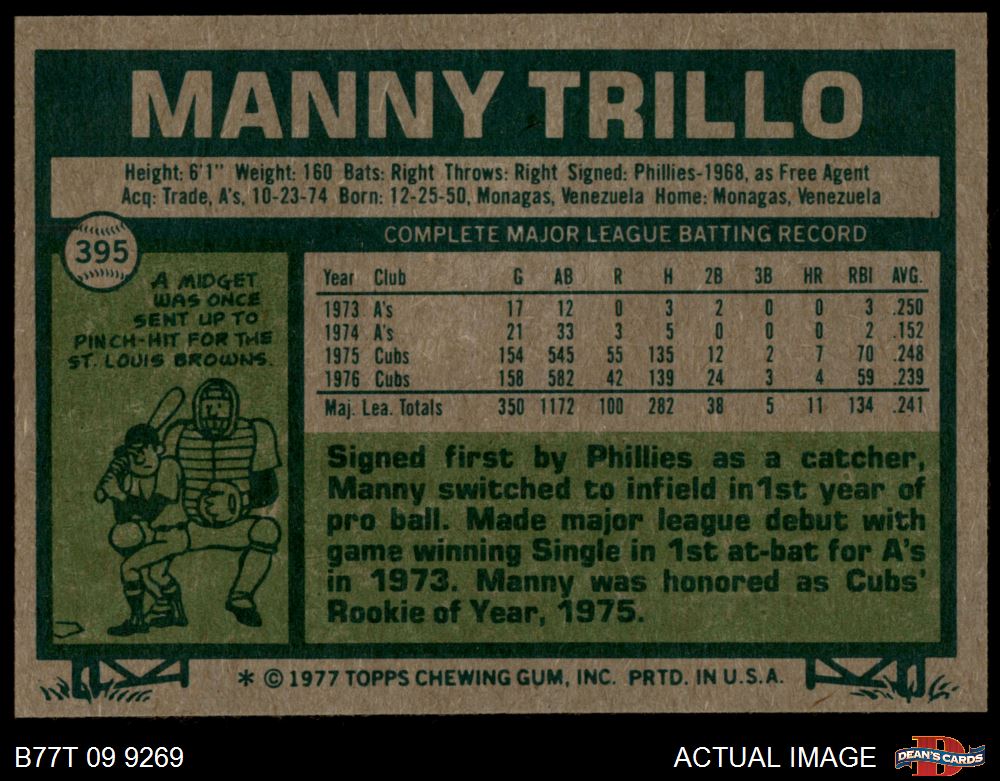 MANNY TRILLO
Height: 6'1" Weight: 160 Bats: Right Throws: Right Signed: Phillies-1968, as Free Agent
Acq: Trade, A's, 10-23-74 Born: 12-25-50, Monagas, Venezuela Home: Monagas, Venezuela
395
A MIDGET
WAS ONCE
SENT UP TO
PINCH-HIT FOR THE
ST. LOUIS BROWNS.
COMPLETE MAJOR LEAGUE BATTING RECORD
Year Club G AB R H 2B 3B HR RBI AVG.
1973 A's 17 12 0 3 2 0 0 3 .250
1974 A's 21 33 3 5 0 0 0 2 .152
1975 Cubs 154 545 55 135 12 2 7 70 .248
1976 Cubs 158 582 42 139 24 3 4 59 .239
Maj. Lea. Totals 350 1172 100 282 38 5 11 134 .241
Signed first by Phillies as a catcher,
Manny switched to infield in 1st year of
pro ball. Made major league debut with
game winning Single in 1st at-bat for A's
in 1973. Manny was honored as Cubs'
Rookie of Year, 1975.
* © 1977 TOPPS CHEWING GUM, INC. PRTD. IN U.S.A.
B77T 09 9269
ACTUAL IMAGE
D
DEAN'S CARDS